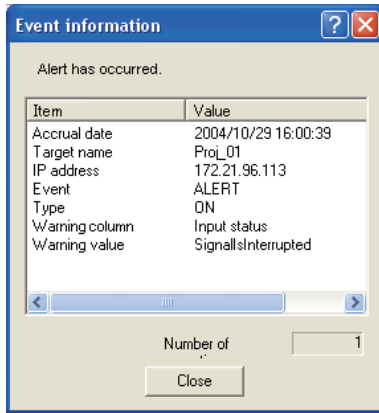 Event information
Alert has occurred.
Item Value
Accrual date 2004/10/29 16:00:39
Target name Proj_01
IP address 172.21.96.113
Event ALERT
Type ON
Warning column Input status
Warning value SignalIsInterrupted
Number of
1
Close